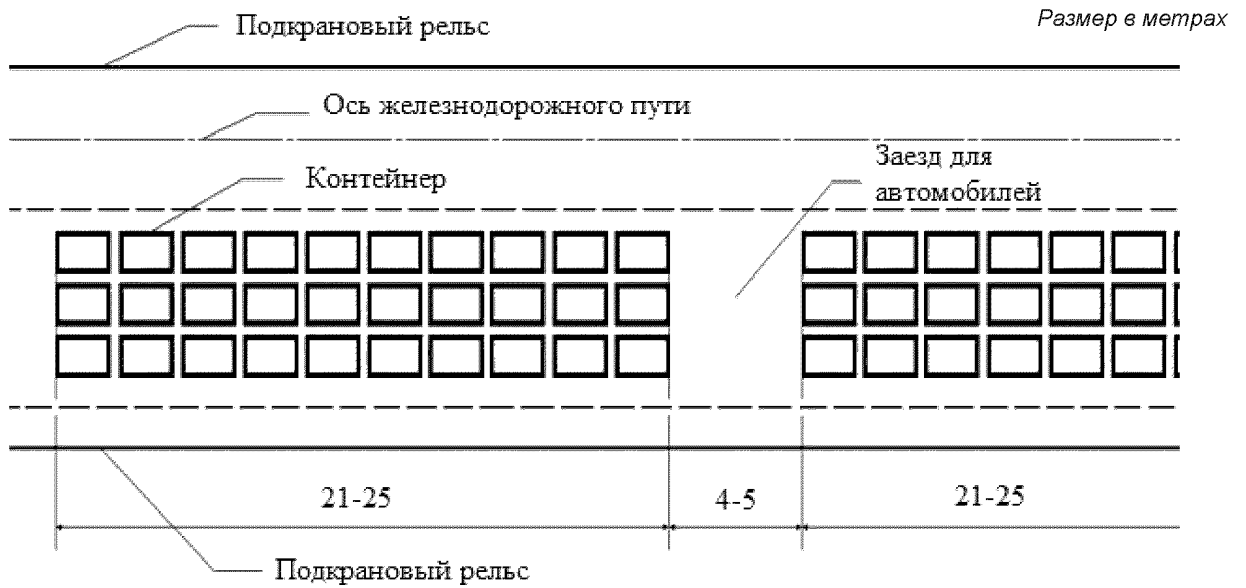 Размер в метрах
Подкрановый рельс
Ось железнодорожного пути
Заезд для
автомобилей
Контейнер
21-25
4-5
21-25
Подкрановый рельс